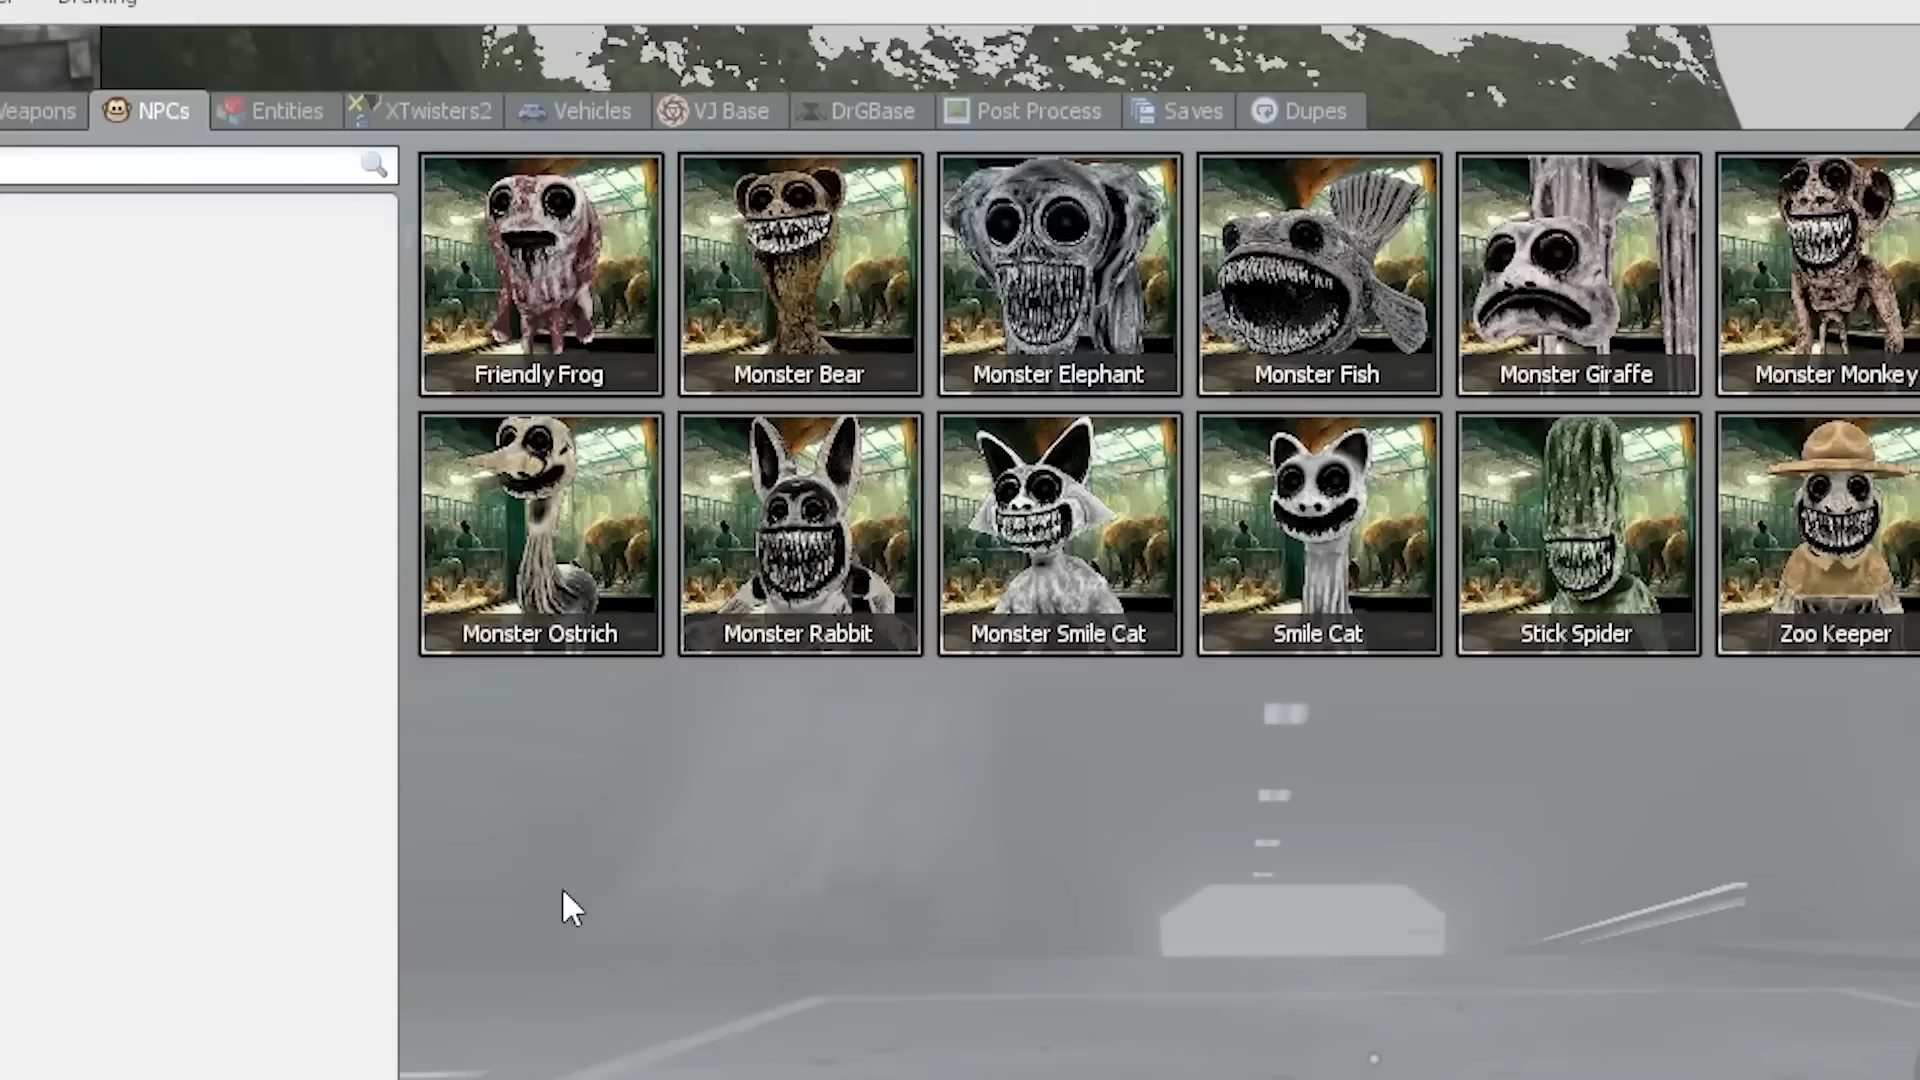 Drawing
Weapons NPCs Entities XTwisters2 Vehicles VJ Base DrGBase Post Process Saves Dupes
Friendly Frog Monster Bear Monster Elephant Monster Fish Monster Giraffe Monster Monkey
Monster Ostrich Monster Rabbit Monster Smile Cat Smile Cat Stick Spider Zoo Keeper